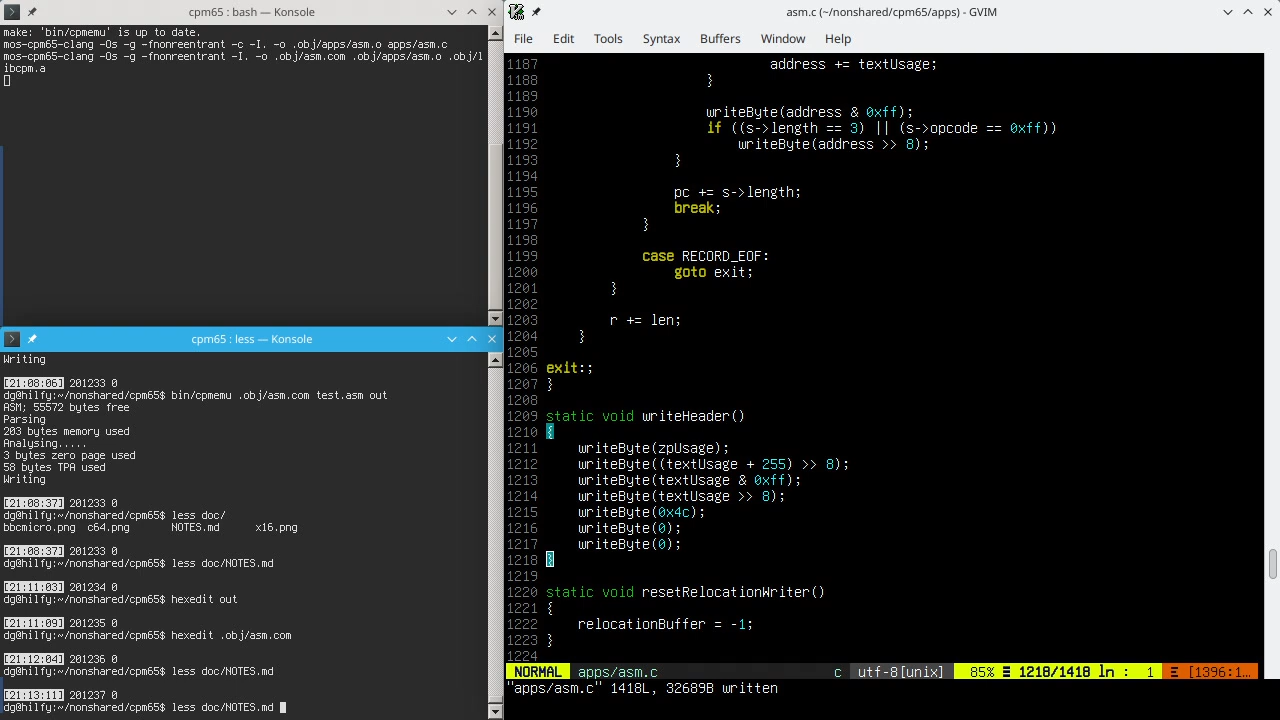 cpm65 : bash — Konsole
make: 'bin/cpmemu' is up to date.
mos-cpm65-clang -Os -g -fnonreentrant -c -I. -o .obj/apps/asm.o apps/asm.c
mos-cpm65-clang -Os -g -fnonreentrant -I. -o .obj/asm.com .obj/apps/asm.o .obj/l
ibcpm.a
cpm65 : less — Konsole
Writing
[21:08:06] 201233 0
dg@hilfy:~/nonshared/cpm65$ bin/cpmemu .obj/asm.com test.asm out
ASM; 55572 bytes free
Parsing
203 bytes memory used
Analysing.....
3 bytes zero page used
58 bytes TPA used
Writing
[21:08:37] 201233 0
dg@hilfy:~/nonshared/cpm65$ less doc/
bbcmicro.png  c64.png       NOTES.md      x16.png
[21:08:37] 201233 0
dg@hilfy:~/nonshared/cpm65$ less doc/NOTES.md
[21:11:03] 201234 0
dg@hilfy:~/nonshared/cpm65$ hexedit out
[21:11:09] 201235 0
dg@hilfy:~/nonshared/cpm65$ hexedit .obj/asm.com
[21:12:04] 201236 0
dg@hilfy:~/nonshared/cpm65$ less doc/NOTES.md
[21:13:11] 201237 0
dg@hilfy:~/nonshared/cpm65$ less doc/NOTES.md
asm.c (~/nonshared/cpm65/apps) - GVIM
File Edit Tools Syntax Buffers Window Help
1187                             address += textUsage;
1188                     }
1189
1190                     writeByte(address & 0xff);
1191                     if ((s->length == 3) || (s->opcode == 0xff))
1192                         writeByte(address >> 8);
1193                 }
1194
1195                 pc += s->length;
1196                 break;
1197             }
1198
1199             case RECORD_EOF:
1200                 goto exit;
1201         }
1202
1203         r += len;
1204     }
1205
1206 exit:;
1207 }
1208
1209 static void writeHeader()
1210 {
1211     writeByte(zpUsage);
1212     writeByte((textUsage + 255) >> 8);
1213     writeByte(textUsage & 0xff);
1214     writeByte(textUsage >> 8);
1215     writeByte(0x4c);
1216     writeByte(0);
1217     writeByte(0);
1218 }
1219
1220 static void resetRelocationWriter()
1221 {
1222     relocationBuffer = -1;
1223 }
1224
NORMAL apps/asm.c c utf-8[unix] 85% ☰ 1218/1418 ln : 1 Ξ [1396:1…
"apps/asm.c" 1418L, 32689B written